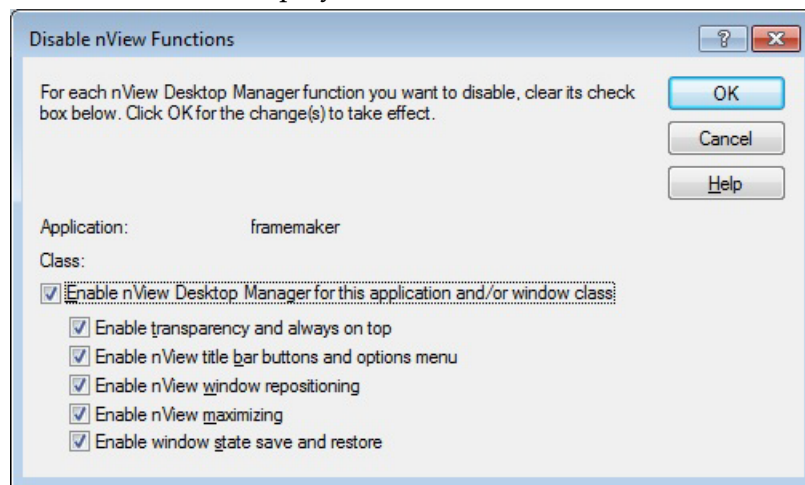 Disable nView Functions
For each nView Desktop Manager function you want to disable, clear its check
box below. Click OK for the change(s) to take effect.
OK
Cancel
Help
Application: framemaker
Class:
Enable nView Desktop Manager for this application and/or window class
Enable transparency and always on top
Enable nView title bar buttons and options menu
Enable nView window repositioning
Enable nView maximizing
Enable window state save and restore